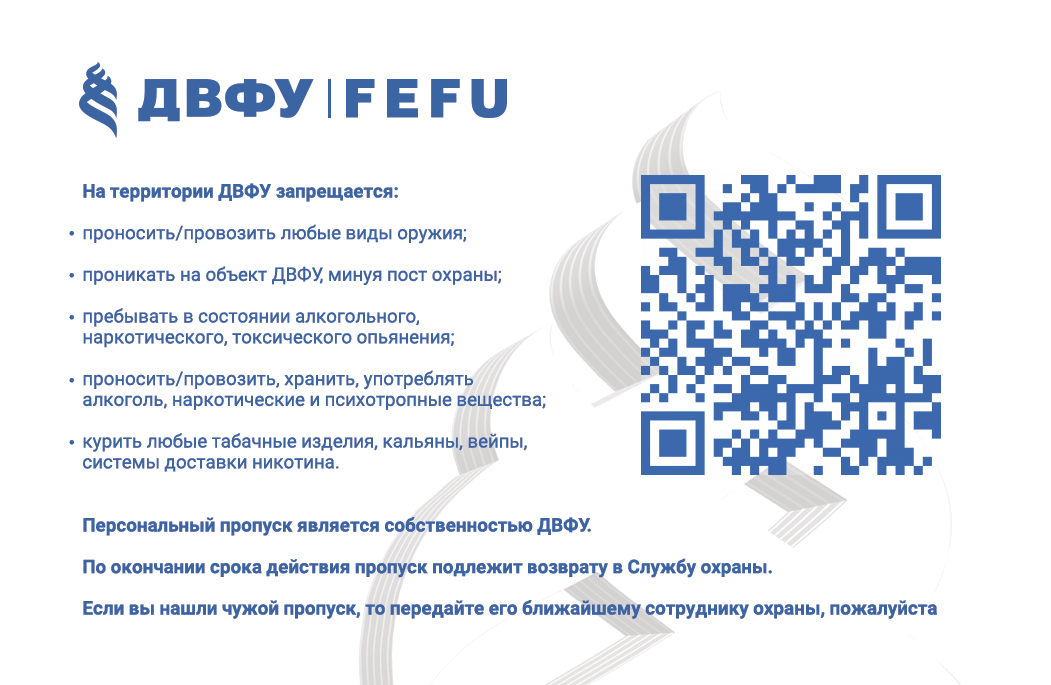 ДВФУ | FEFU
На территории ДВФУ запрещается:
• проносить/провозить любые виды оружия;
• проникать на объект ДВФУ, минуя пост охраны;
• пребывать в состоянии алкогольного,
наркотического, токсического опьянения;
• проносить/провозить, хранить, употреблять
алкоголь, наркотические и психотропные вещества;
• курить любые табачные изделия, кальяны, вейпы,
системы доставки никотина.
Персональный пропуск является собственностью ДВФУ.
По окончании срока действия пропуск подлежит возврату в Службу охраны.
Если вы нашли чужой пропуск, то передайте его ближайшему сотруднику охраны, пожалуйста